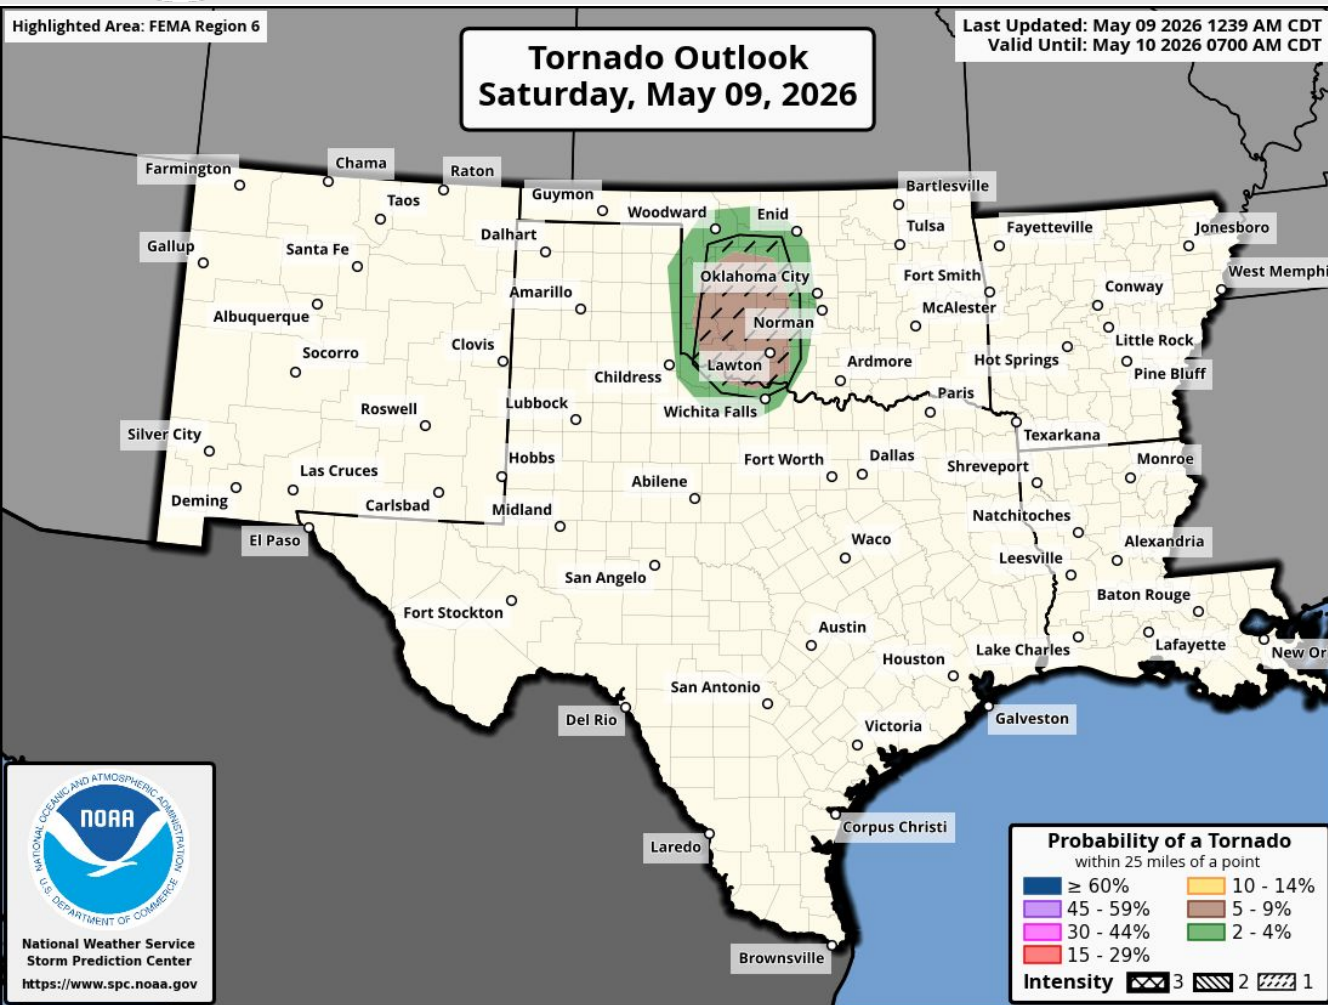 Highlighted Area: FEMA Region 6
Last Updated: May 09 2026 1239 AM CDT
Valid Until: May 10 2026 0700 AM CDT
Tornado Outlook
Saturday, May 09, 2026
Farmington
Chama
Raton
Taos
Guymon
Woodward
Enid
Bartlesville
Tulsa
Fayetteville
Jonesboro
Gallup
Santa Fe
Dalhart
Oklahoma City
Fort Smith
West Memphi
Conway
Albuquerque
Amarillo
Norman
McAlester
Little Rock
Socorro
Clovis
Childress
Lawton
Ardmore
Hot Springs
Pine Bluff
Roswell
Lubbock
Wichita Falls
Paris
Texarkana
Silver City
Las Cruces
Hobbs
Abilene
Fort Worth
Dallas
Shreveport
Monroe
Deming
Carlsbad
Midland
Natchitoches
El Paso
San Angelo
Waco
Leesville
Alexandria
Fort Stockton
Baton Rouge
Austin
Houston
Lake Charles
Lafayette
New Or
San Antonio
Del Rio
Victoria
Galveston
Laredo
Corpus Christi
Brownsville
NATIONAL OCEANIC AND ATMOSPHERIC ADMINISTRATION
NOAA
U.S. DEPARTMENT OF COMMERCE
National Weather Service
Storm Prediction Center
https://www.spc.noaa.gov
Probability of a Tornado
within 25 miles of a point
≥ 60% 10 - 14%
45 - 59% 5 - 9%
30 - 44% 2 - 4%
15 - 29%
Intensity 3 2 1